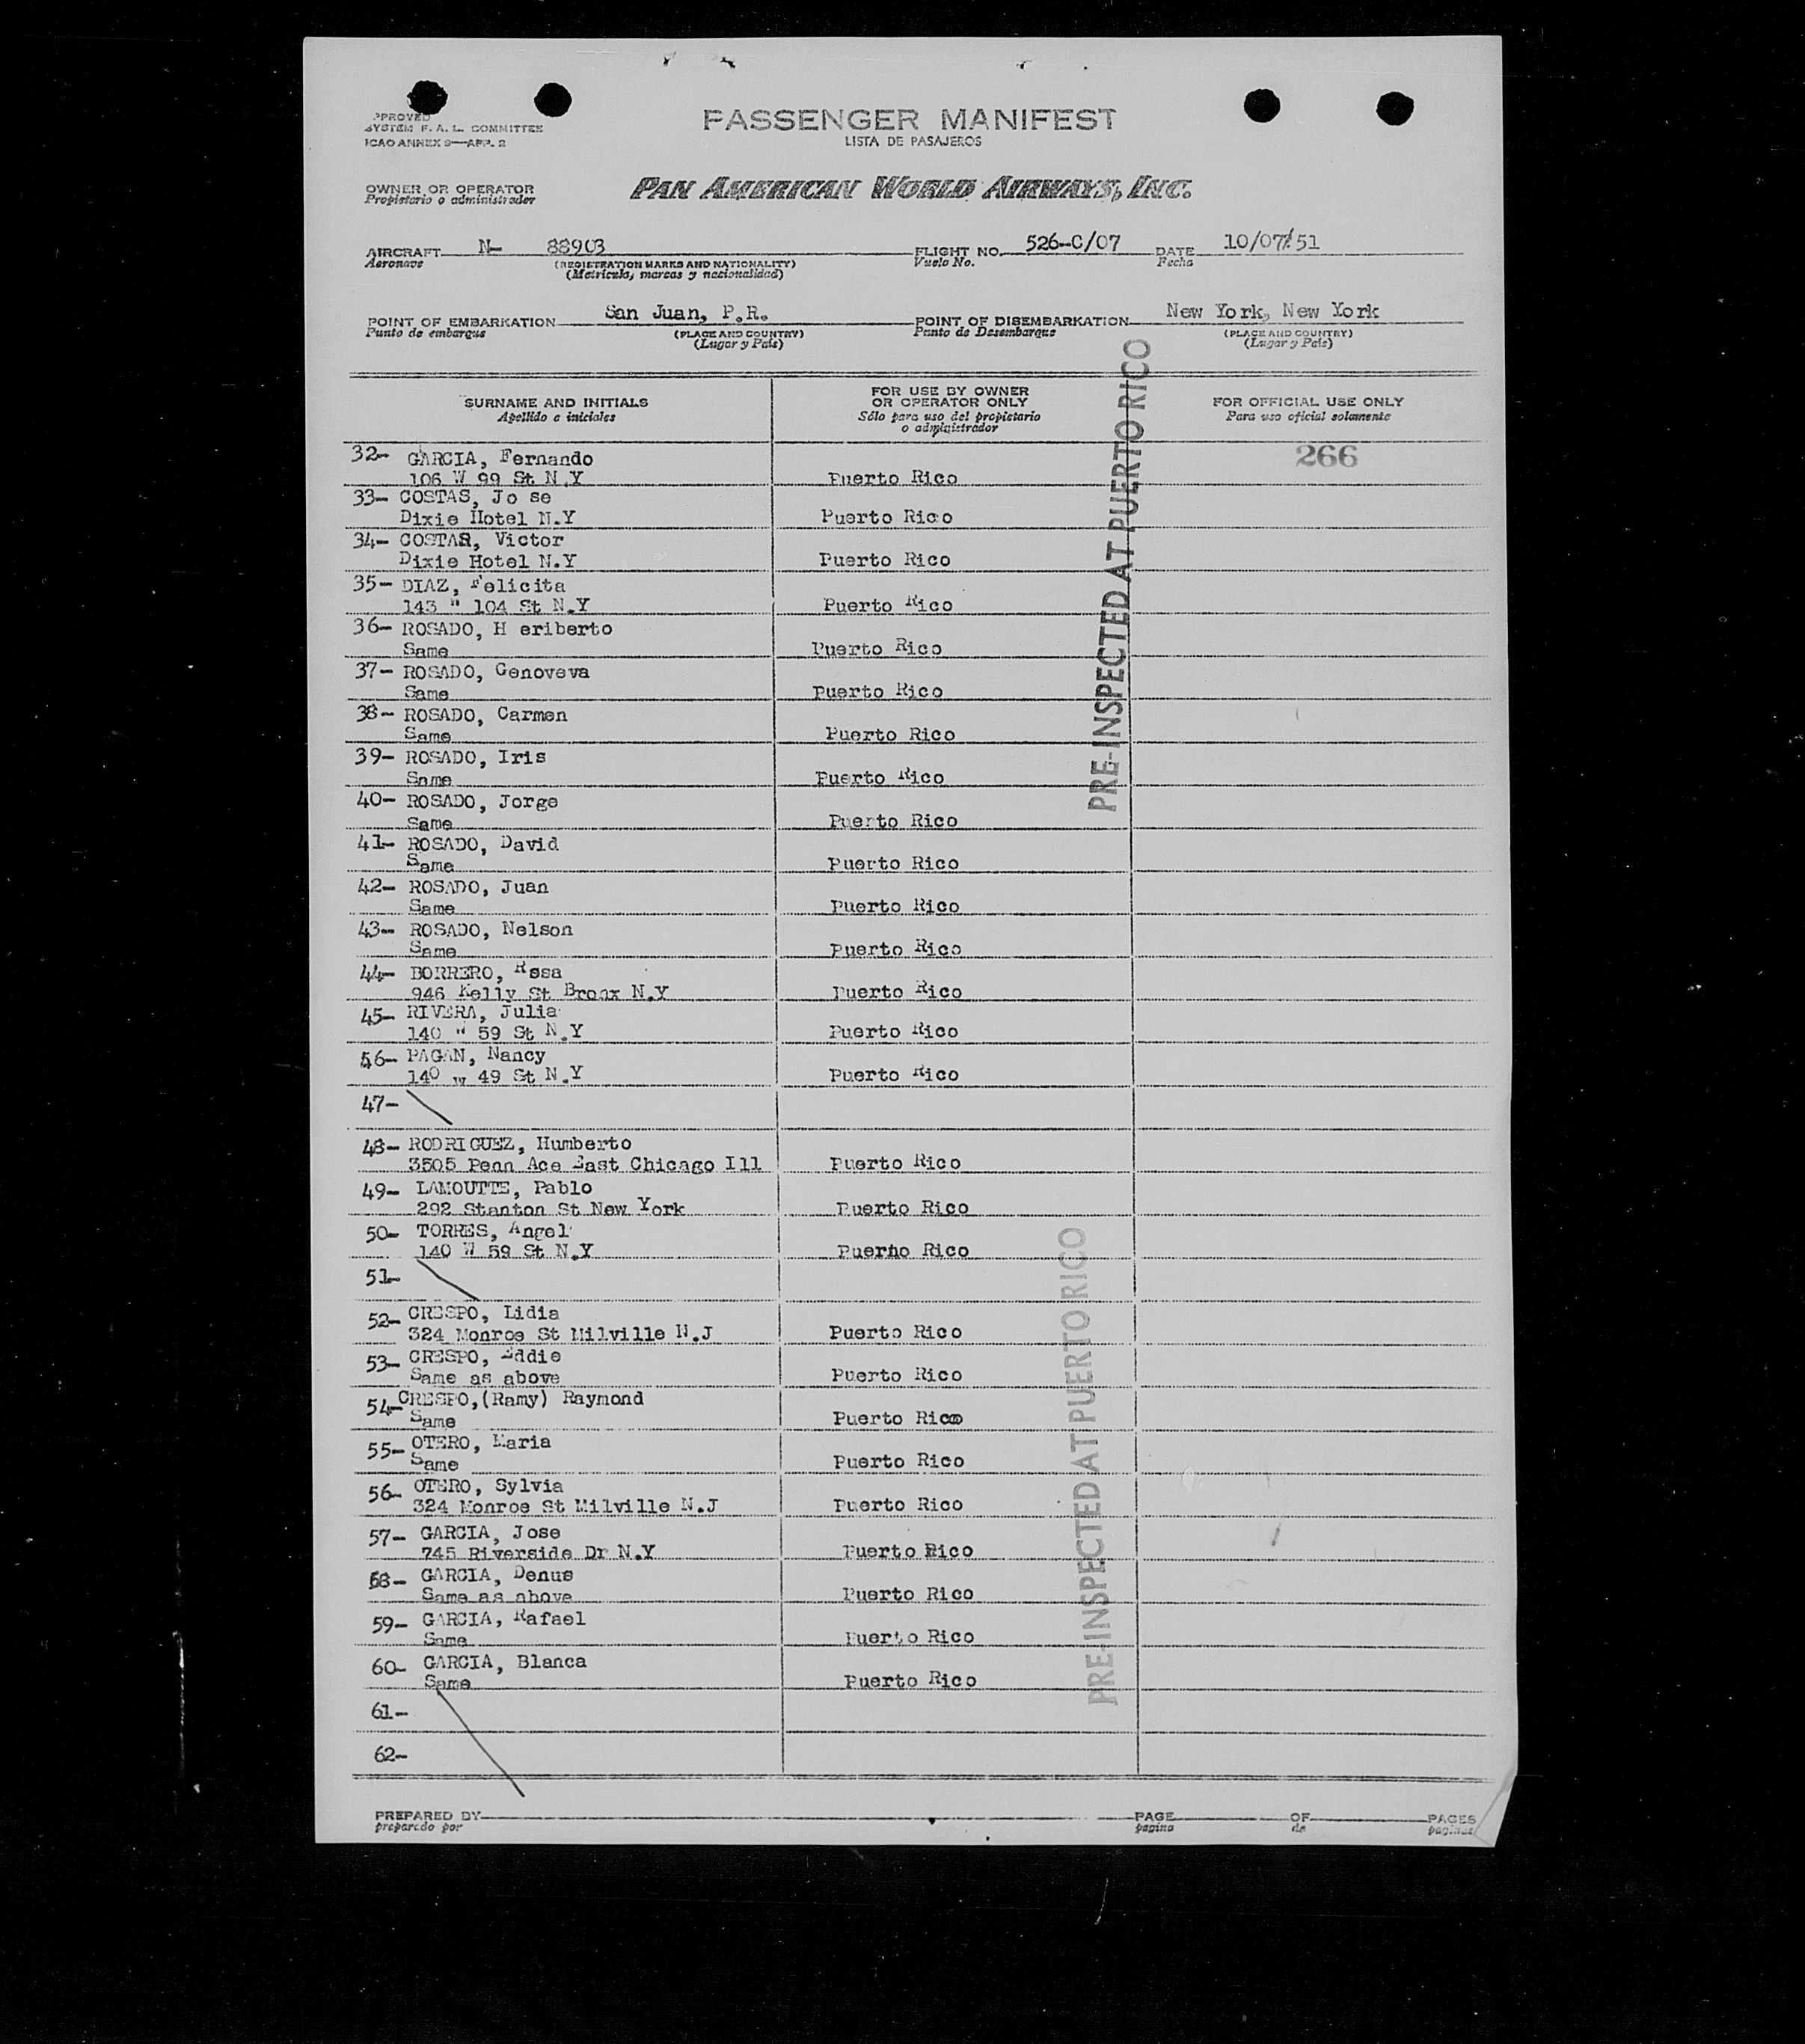 PPROVED
SYSTEM F. A. L. COMMITTEE
ICAO ANNEX 9—APP. 2
PASSENGER MANIFEST
LISTA DE PASAJEROS
OWNER OR OPERATOR
Propietario o administrador
PAN AMERICAN WORLD AIRWAYS, INC.
AIRCRAFT N- 88903 FLIGHT NO. 526-C/07 DATE 10/07/51
Aeronave (REGISTRATION MARKS AND NATIONALITY) Vuelo No. Fecha
(Matricula, marcas y nacionalidad)
POINT OF EMBARKATION San Juan, P.R. POINT OF DISEMBARKATION New York, New York
Punto de embarque (PLACE AND COUNTRY) Punto de Desembarque (PLACE AND COUNTRY)
(Lugar y País) (Lugar y País)
SURNAME AND INITIALS
Apellido a iniciales
FOR USE BY OWNER
OR OPERATOR ONLY
Sólo para uso del propietario
o administrador
FOR OFFICIAL USE ONLY
Para uso oficial solamente
32- GARCIA, Fernando 266
106 W 99 St N.Y Puerto Rico
33- COSTAS, Jo se
Dixie Hotel N.Y Puerto Rico
34- COSTAS, Victor
Dixie Hotel N.Y Puerto Rico
35- DIAZ, Felicita
143 " 104 St N.Y Puerto Rico
36- ROSADO, H eriberto
Same Puerto Rico
37- ROSADO, Genoveva
Same Puerto Rico
38- ROSADO, Carmen
Same Puerto Rico
39- ROSADO, Iris
Same Puerto Rico
40- ROSADO, Jorge
Same Puerto Rico
41- ROSADO, David
Same Puerto Rico
42- ROSADO, Juan
Same Puerto Rico
43- ROSADO, Nelson
Same Puerto Rico
44- BORRERO, Rosa
946 Kelly St Bronx N.Y Puerto Rico
45- RIVERA, Julia
140 W 59 St N.Y Puerto Rico
46- PAGAN, Nancy
140 W 49 St N.Y Puerto Rico
47-
48- RODRIGUEZ, Humberto
3505 Penn Ace East Chicago Ill Puerto Rico
49- LAMOUTTE, Pablo
292 Stanton St New York Puerto Rico
50- TORRES, Angel
140 W 59 St N.Y Puerno Rico
51-
52- CRESPO, Lidia
324 Monroe St Milville N.J Puerto Rico
53- CRESPO, Eddie
Same as above Puerto Rico
54- CRESPO,(Ramy) Raymond
Same Puerto Rico
55- OTERO, Maria
Same Puerto Rico
56- OTERO, Sylvia
324 Monroe St Milville N.J Puerto Rico
57- GARCIA, Jose
745 Riverside Dr N.Y Puerto Rico
58- GARCIA, Denus
Same as above Puerto Rico
59- GARCIA, Rafael
Same Puerto Rico
60- GARCIA, Blanca
Same Puerto Rico
61-
62-
PRE-INSPECTED AT PUERTO RICO
PRE-INSPECTED AT PUERTO RICO
PREPARED BY PAGE OF PAGES
preparado por pagina de paginas